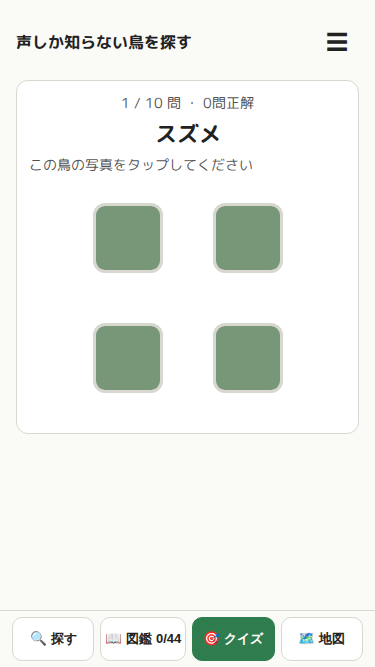 声しか知らない鳥を探す
1 / 10 問 · 0問正解
スズメ
この鳥の写真をタップしてください
探す
図鑑 0/44
クイズ
地図